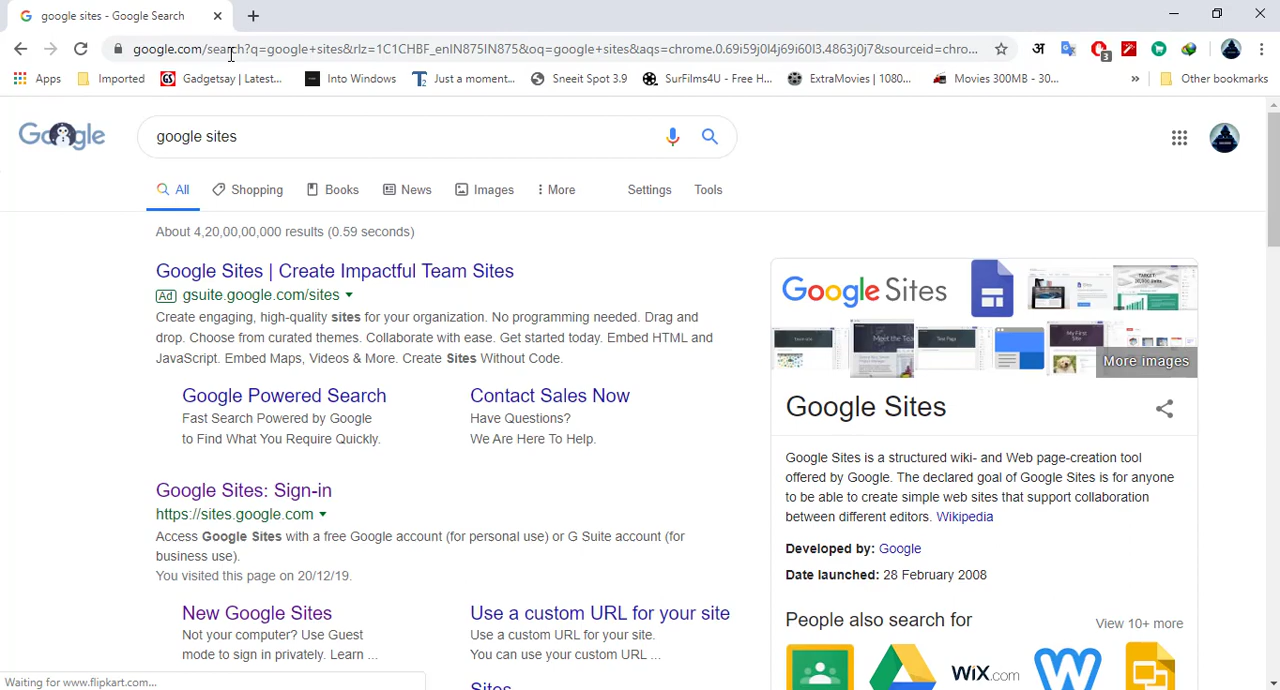 google sites - Google Search
google.com/search?q=google+sites&rlz=1C1CHBF_enIN875IN875&oq=google+sites&aqs=chrome.0.69i59j0l4j69i60l3.4863j0j7&sourceid=chro...
अ
3
Apps
Imported
Gadgetsay | Latest...
Into Windows
Just a moment...
Sneeit Spot 3.9
SurFilms4U - Free H...
ExtraMovies | 1080...
Movies 300MB - 30...
»
Other bookmarks
Google
google sites
All
Shopping
Books
News
Images
More
Settings
Tools
About 4,20,00,00,000 results (0.59 seconds)
Google Sites | Create Impactful Team Sites
Ad gsuite.google.com/sites
Create engaging, high-quality sites for your organization. No programming needed. Drag and
drop. Choose from curated themes. Collaborate with ease. Get started today. Embed HTML and
JavaScript. Embed Maps, Videos & More. Create Sites Without Code.
Google Powered Search
Fast Search Powered by Google
to Find What You Require Quickly.
Contact Sales Now
Have Questions?
We Are Here To Help.
Google Sites: Sign-in
https://sites.google.com
Access Google Sites with a free Google account (for personal use) or G Suite account (for
business use).
You visited this page on 20/12/19.
New Google Sites
Not your computer? Use Guest
mode to sign in privately. Learn ...
Use a custom URL for your site
Use a custom URL for your site.
You can use your custom URL ...
Sites
Google Sites
More images
Google Sites
Google Sites is a structured wiki- and Web page-creation tool
offered by Google. The declared goal of Google Sites is for anyone
to be able to create simple web sites that support collaboration
between different editors. Wikipedia
Developed by: Google
Date launched: 28 February 2008
People also search for
View 10+ more
WiX.com
Waiting for www.flipkart.com...